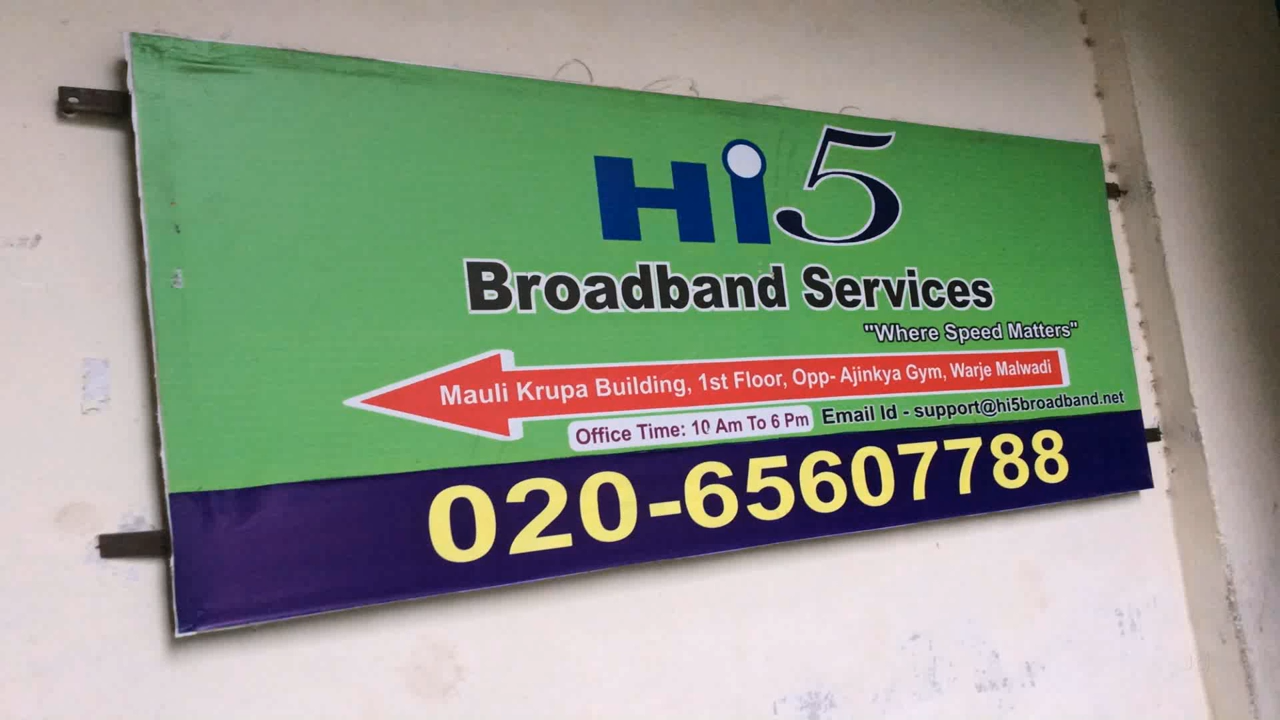 Hi5
Broadband Services
"Where Speed Matters"
Mauli Krupa Building, 1st Floor, Opp- Ajinkya Gym, Warje Malwadi
Office Time: 10 Am To 6 Pm
Email Id - support@hi5broadband.net
020-65607788